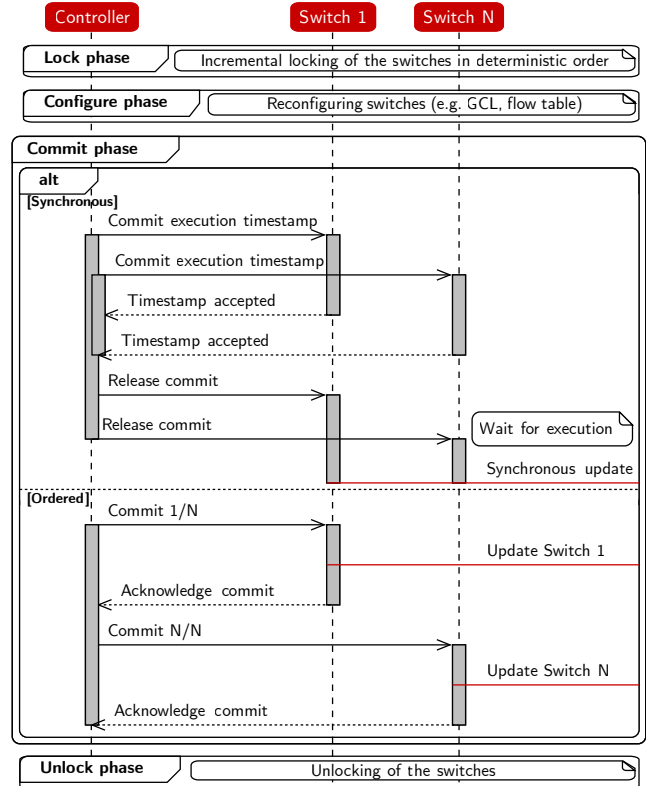 Controller
Switch 1
Switch N
Lock phase
Incremental locking of the switches in deterministic order
Configure phase
Reconfiguring switches (e.g. GCL, flow table)
Commit phase
alt
[Synchronous]
Commit execution timestamp
Commit execution timestamp
Timestamp accepted
Timestamp accepted
Release commit
Release commit
Wait for execution
Synchronous update
[Ordered]
Commit 1/N
Update Switch 1
Acknowledge commit
Commit N/N
Update Switch N
Acknowledge commit
Unlock phase
Unlocking of the switches